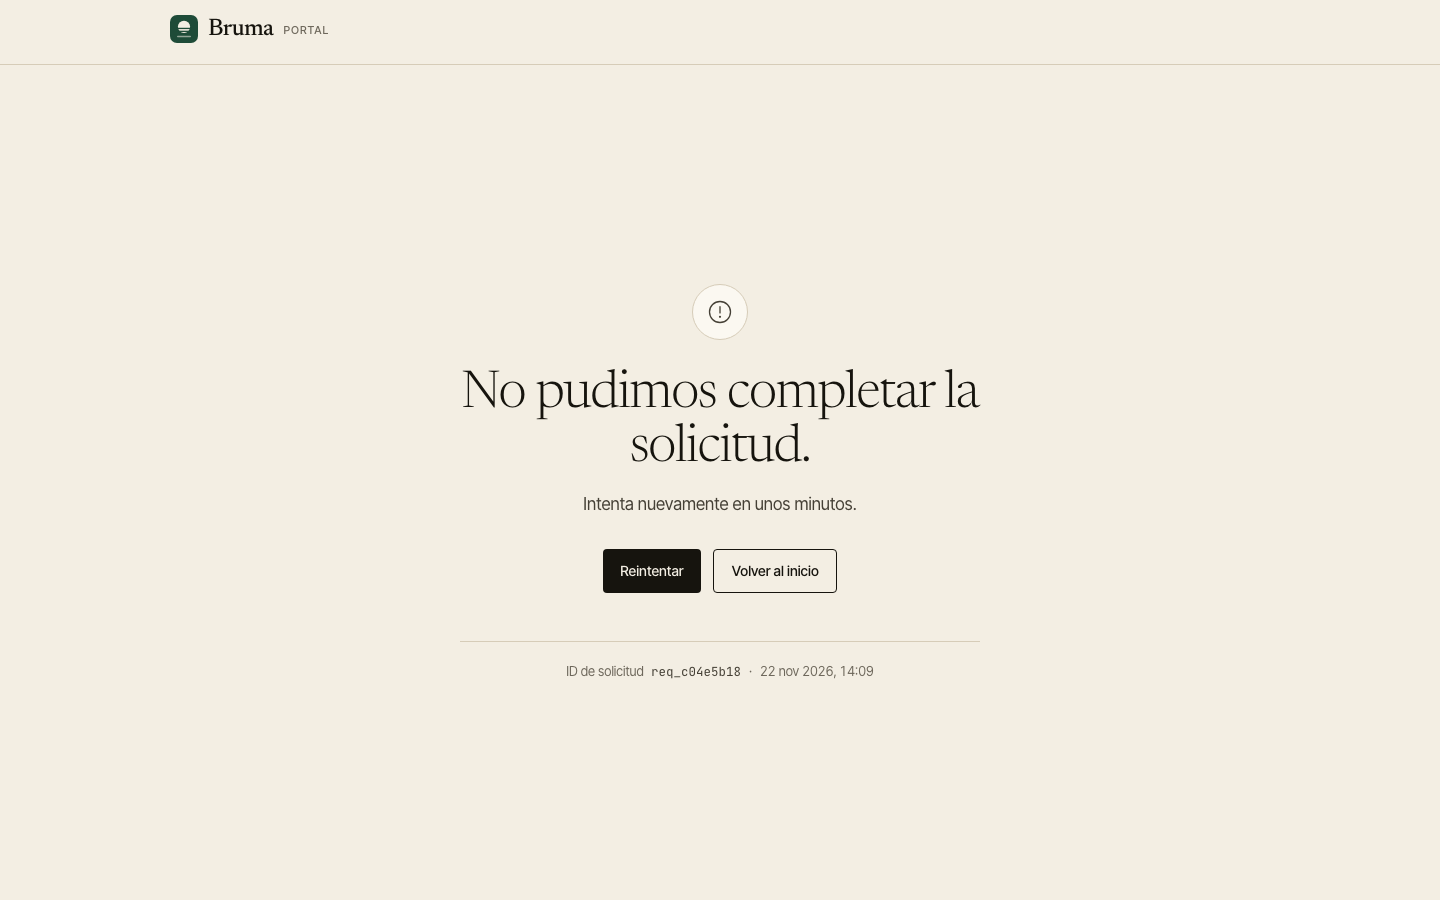 Bruma PORTAL
No pudimos completar la
solicitud.
Intenta nuevamente en unos minutos.
Reintentar Volver al inicio
ID de solicitud req_c04e5b18 · 22 nov 2026, 14:09